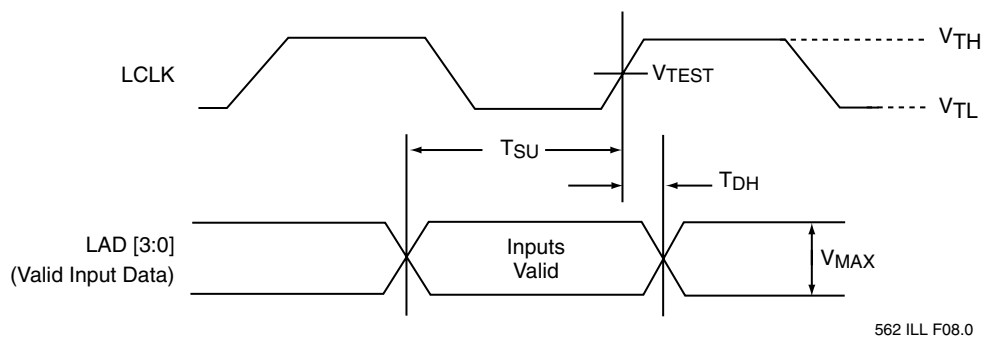 VTH
LCLK
VTEST
VTL
TSU
TDH
LAD [3:0]
(Valid Input Data)
Inputs
Valid
VMAX
562 ILL F08.0